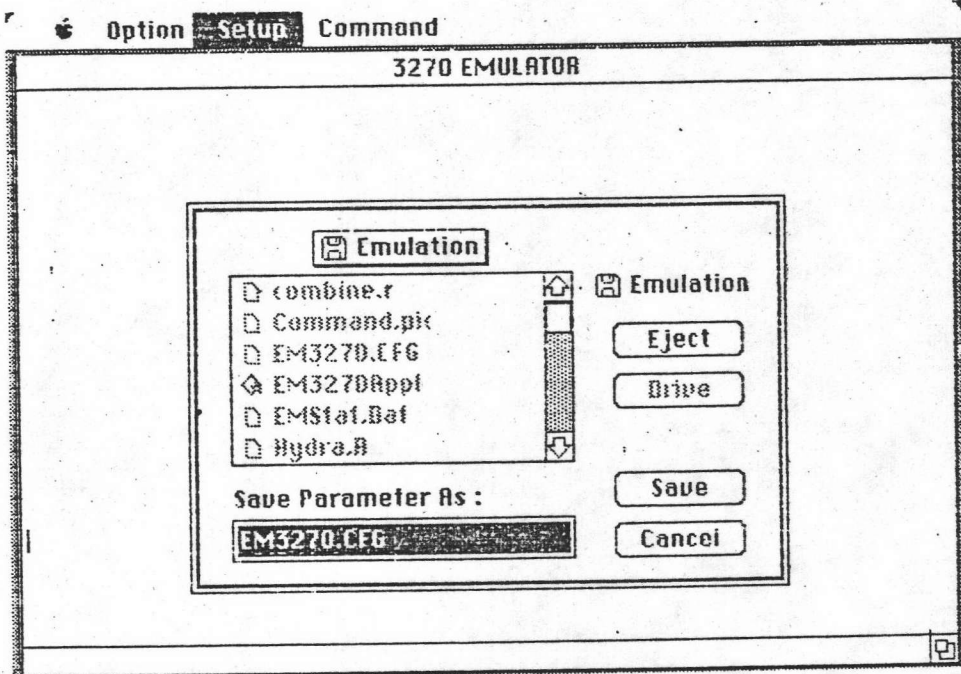 Option Setup Command
3270 EMULATOR
Emulation
combine.r
Command.pic
EM3270.CFG
EM3270Appl
EMStat.Dat
Hydra.A
Emulation
Eject
Drive
Save Parameter As :
EM3270.CFG
Save
Cancel